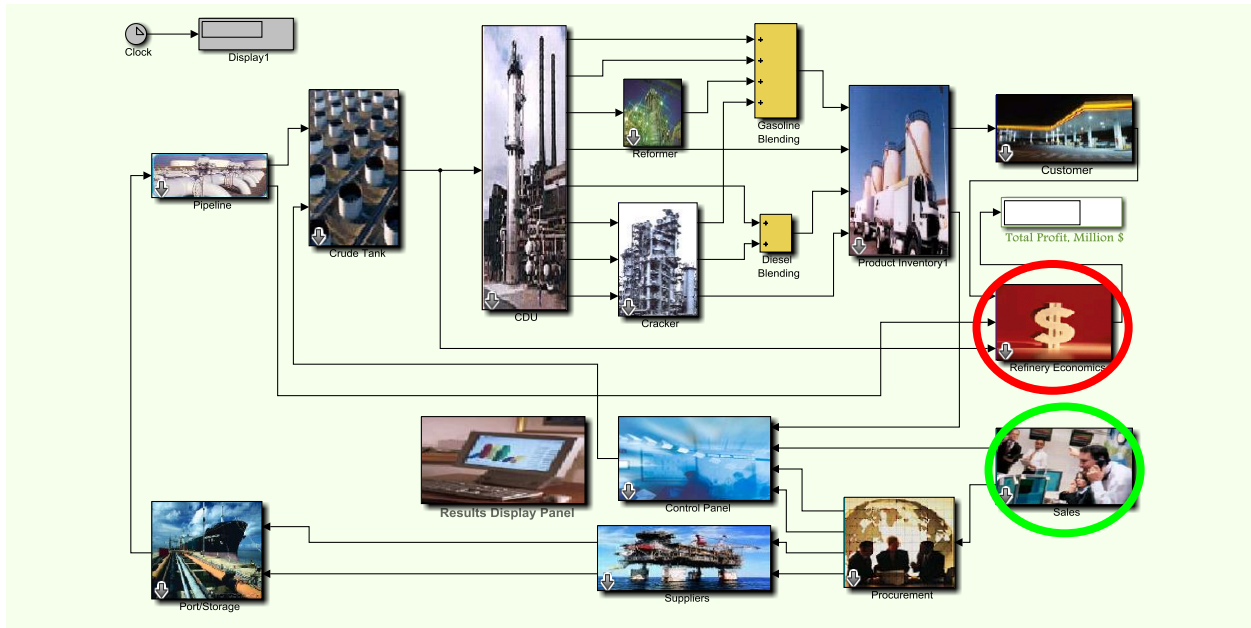 Clock
Display1
Gasoline
Blending
Reformer
Customer
Pipeline
Crude Tank
Total Profit, Million $
Diesel
Blending
Product Inventory1
CDU
Cracker
Refinery Economics
Results Display Panel
Control Panel
Sales
Port/Storage
Suppliers
Procurement